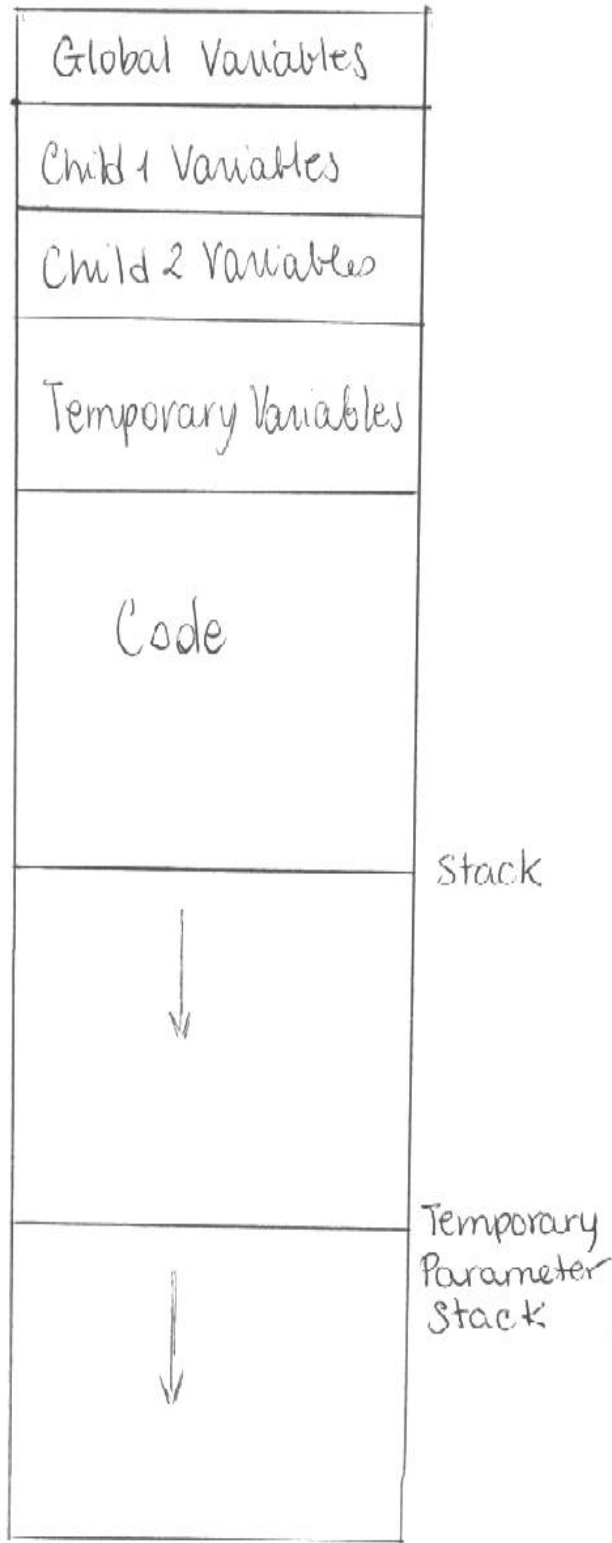 Global Variables
Child 1 Variables
Child 2 Variables
Temporary Variables
Code
Stack
Temporary
Parameter
Stack